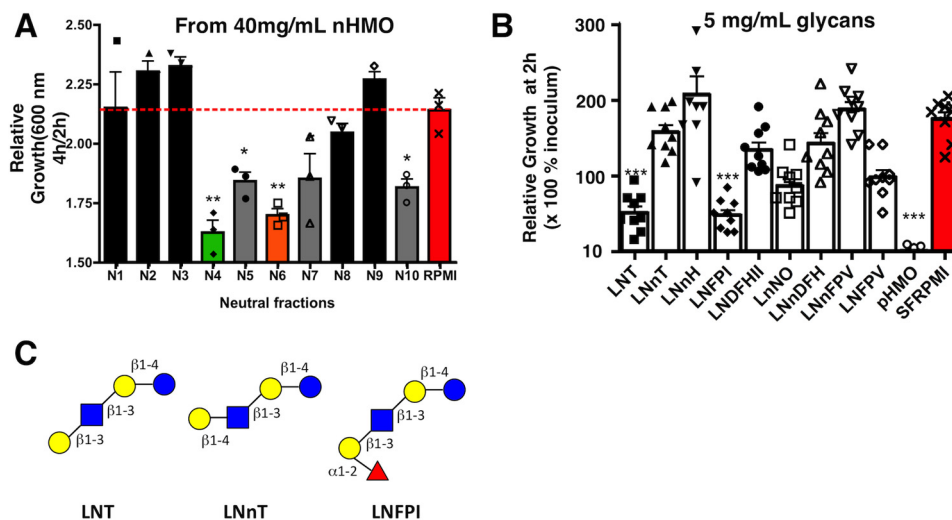 A
From 40mg/mL nHMO
Relative
Growth(600 nm
4h/2h)
2.50
2.25
2.00
1.75
1.50
**
*
**
*
N1 N2 N3 N4 N5 N6 N7 N8 N9 N10 RPMI
Neutral fractions
B
5 mg/mL glycans
Relative Growth at 2h
(x 100 % inoculum)
300
200
100
10
***
***
***
LNT
LNnT
LNnH
LNFPI
LNDFHII
LnNO
LNnDFH
LNnFPV
LNFPV
pHMO
SFRPMI
C
β1-4
β1-3
β1-3
LNT
β1-4
β1-3
β1-4
LNnT
β1-4
β1-3
β1-3
α1-2
LNFPI